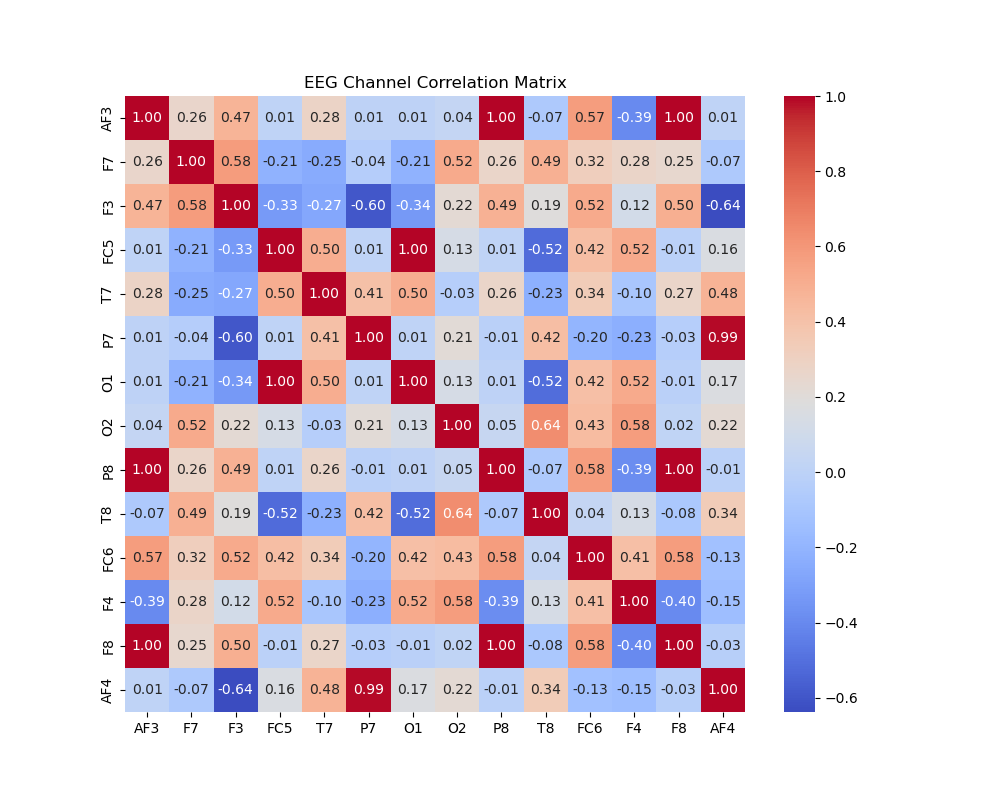 EEG Channel Correlation Matrix
AF3 1.00 0.26 0.47 0.01 0.28 0.01 0.01 0.04 1.00 -0.07 0.57 -0.39 1.00 0.01
F7 0.26 1.00 0.58 -0.21 -0.25 -0.04 -0.21 0.52 0.26 0.49 0.32 0.28 0.25 -0.07
F3 0.47 0.58 1.00 -0.33 -0.27 -0.60 -0.34 0.22 0.49 0.19 0.52 0.12 0.50 -0.64
FC5 0.01 -0.21 -0.33 1.00 0.50 0.01 1.00 0.13 0.01 -0.52 0.42 0.52 -0.01 0.16
T7 0.28 -0.25 -0.27 0.50 1.00 0.41 0.50 -0.03 0.26 -0.23 0.34 -0.10 0.27 0.48
P7 0.01 -0.04 -0.60 0.01 0.41 1.00 0.01 0.21 -0.01 0.42 -0.20 -0.23 -0.03 0.99
O1 0.01 -0.21 -0.34 1.00 0.50 0.01 1.00 0.13 0.01 -0.52 0.42 0.52 -0.01 0.17
O2 0.04 0.52 0.22 0.13 -0.03 0.21 0.13 1.00 0.05 0.64 0.43 0.58 0.02 0.22
P8 1.00 0.26 0.49 0.01 0.26 -0.01 0.01 0.05 1.00 -0.07 0.58 -0.39 1.00 -0.01
T8 -0.07 0.49 0.19 -0.52 -0.23 0.42 -0.52 0.64 -0.07 1.00 0.04 0.13 -0.08 0.34
FC6 0.57 0.32 0.52 0.42 0.34 -0.20 0.42 0.43 0.58 0.04 1.00 0.41 0.58 -0.13
F4 -0.39 0.28 0.12 0.52 -0.10 -0.23 0.52 0.58 -0.39 0.13 0.41 1.00 -0.40 -0.15
F8 1.00 0.25 0.50 -0.01 0.27 -0.03 -0.01 0.02 1.00 -0.08 0.58 -0.40 1.00 -0.03
AF4 0.01 -0.07 -0.64 0.16 0.48 0.99 0.17 0.22 -0.01 0.34 -0.13 -0.15 -0.03 1.00
AF3 F7 F3 FC5 T7 P7 O1 O2 P8 T8 FC6 F4 F8 AF4
1.0
0.8
0.6
0.4
0.2
0.0
−0.2
−0.4
−0.6